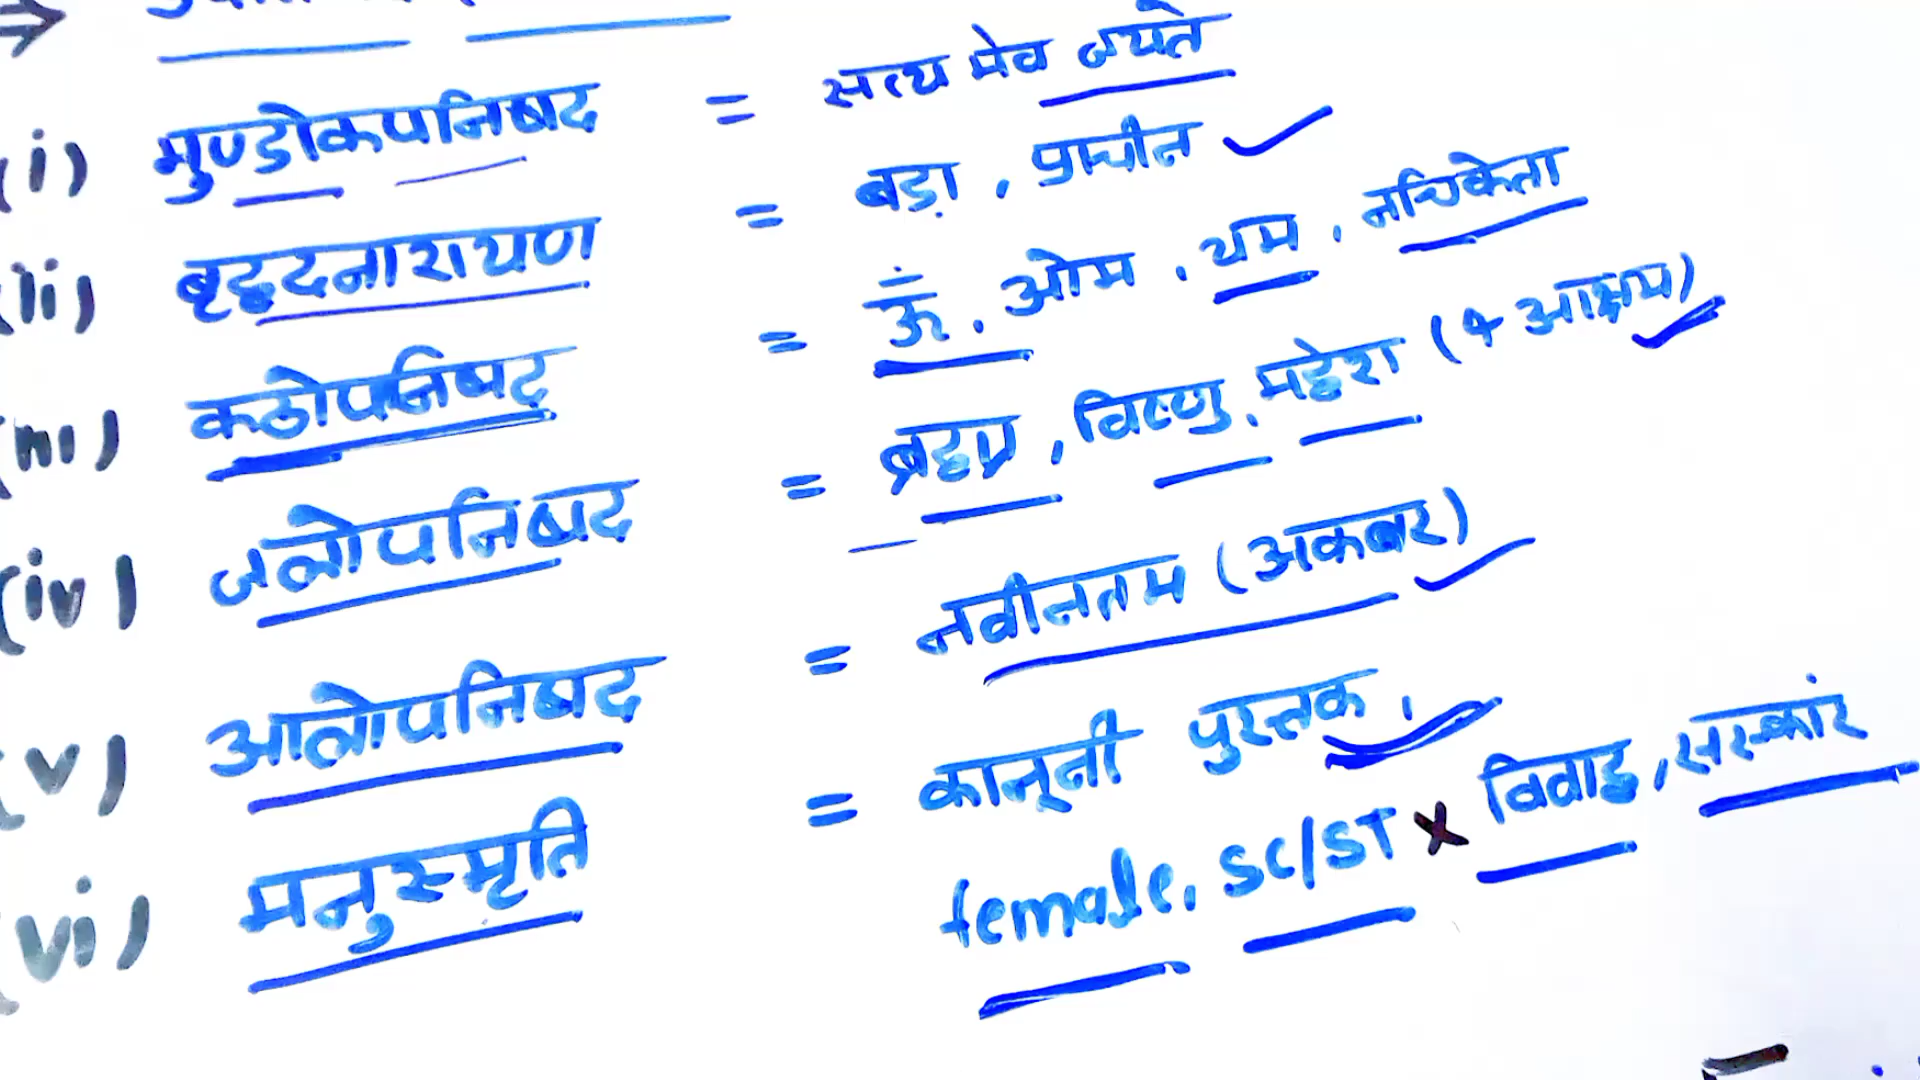 (i) मुण्डोकपनिषद = सत्य मेव जयते
(ii) बृहदनारायण = बड़ा, प्राचीन
(iii) कठोपनिषद = ऊँ, ओम, यम, नचिकेता
(iv) जलोपनिषद = ब्रह्म, विष्णु, महेश (4 आश्रम)
(v) आलोपनिषद = नवीनतम (अकबर)
(vi) मनुस्मृति = कानूनी पुस्तक,
female, SC/ST × विवाह, संस्कार